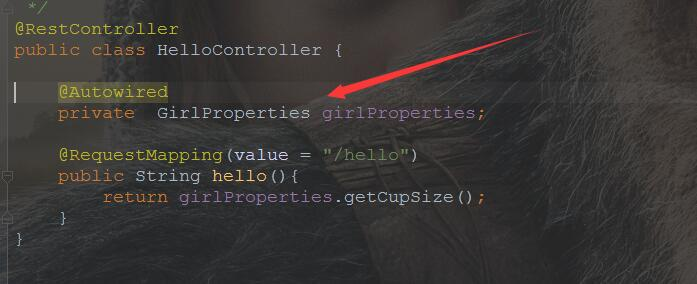 */
@RestController
public class HelloController {
@Autowired
private  GirlProperties girlProperties;
@RequestMapping(value = "/hello")
public String hello(){
return girlProperties.getCupSize();
}
}